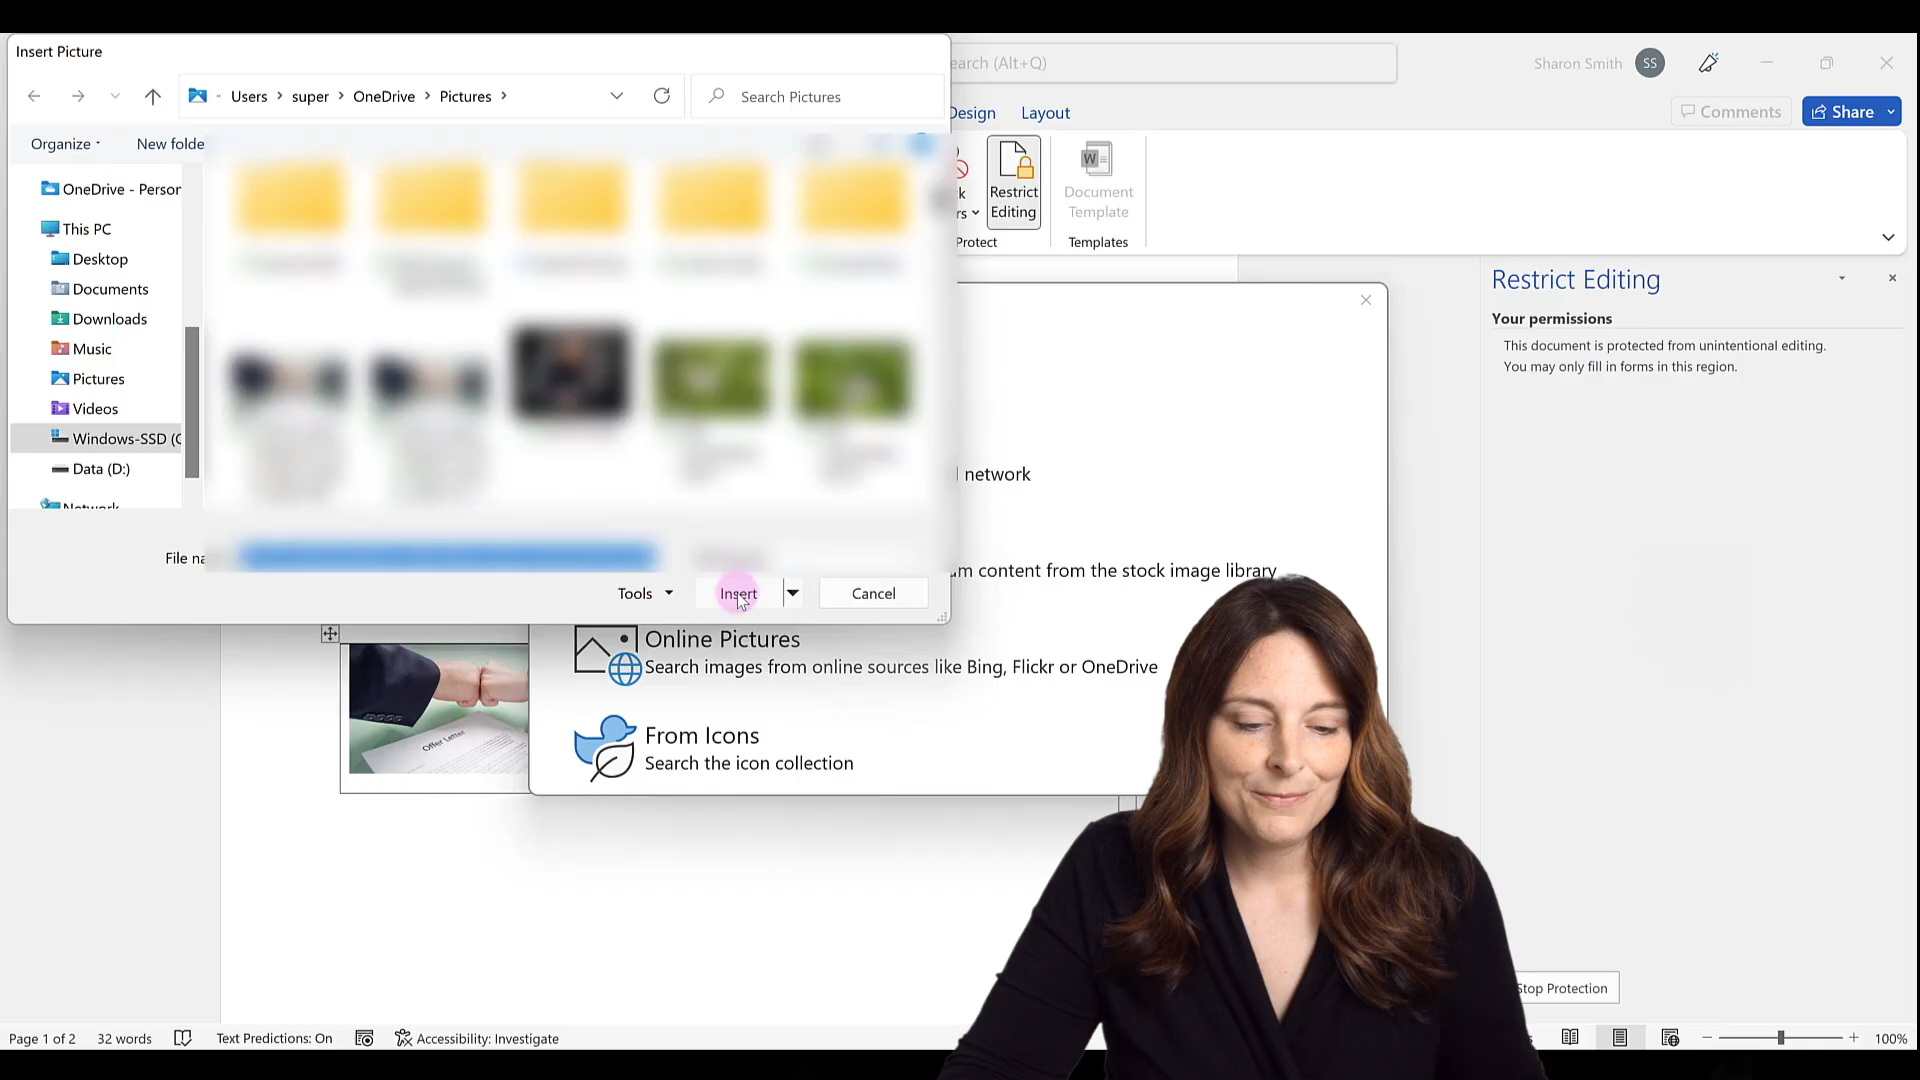 Insert Picture
Users > super > OneDrive > Pictures >
Search Pictures
Search (Alt+Q)
Sharon Smith
SS
Design
Layout
Comments
Share
Organize
New folde
OneDrive - Person
This PC
Desktop
Documents
Downloads
Music
Pictures
Videos
Windows-SSD (C
Data (D:)
Network
File na
Tools
Insert
Cancel
Restrict
Editing
Document
Template
Protect
Templates
Restrict Editing
Your permissions
This document is protected from unintentional editing.
You may only fill in forms in this region.
network
content from the stock image library
Online Pictures
Search images from online sources like Bing, Flickr or OneDrive
From Icons
Search the icon collection
Offer Letter
Stop Protection
Page 1 of 2
32 words
Text Predictions: On
Accessibility: Investigate
100%